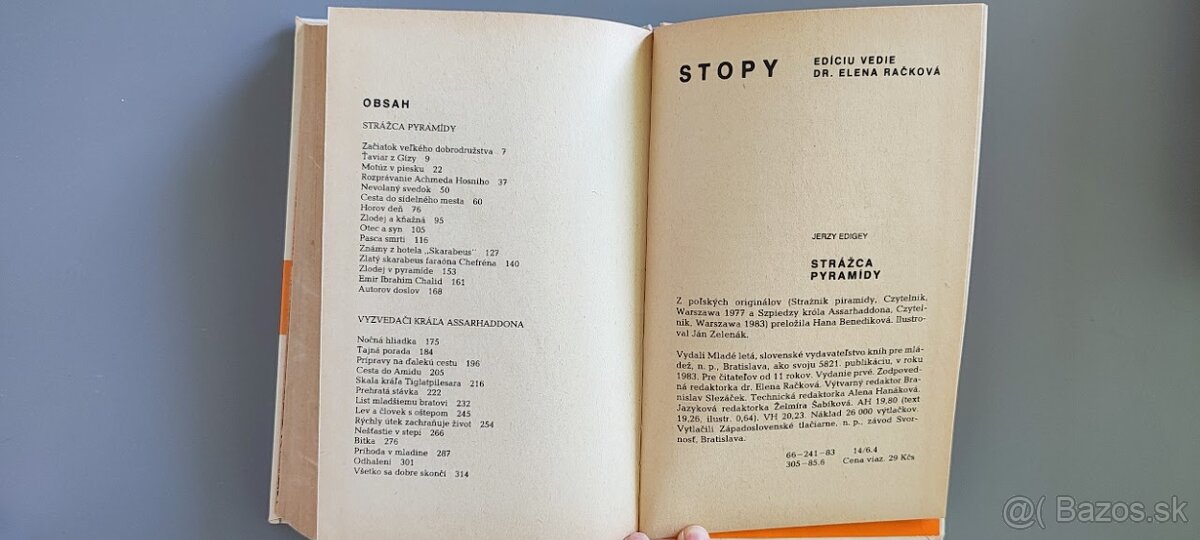 OBSAH
STRÁŽCA PYRAMÍDY
Začiatok veľkého dobrodružstva 7
Ťaviar z Gízy 9
Motúz v piesku 22
Rozprávanie Achmeda Hosniho 37
Nevolaný svedok 50
Cesta do sídelného mesta 60
Horov deň 76
Zlodej a kňažná 95
Otec a syn 105
Pasca smrti 116
Známy z hotela „Skarabeus" 127
Zlatý skarabeus faraóna Chefréna 140
Zlodej v pyramíde 153
Emir Ibrahim Chalid 161
Autorov doslov 168
VYZVEDAČI KRÁĽA ASSARHADDONA
Nočná hliadka 175
Tajná porada 184
Prípravy na ďalekú cestu 196
Cesta do Amidu 205
Skala kráľa Tiglatpilesara 216
Prehratá stávka 222
List mladšiemu bratovi 232
Lev a človek s oštepom 245
Rýchly útek zachraňuje život 254
Nešťastie v stepi 266
Bitka 276
Príhoda v mladine 287
Odhalení 301
Všetko sa dobre skončí 314
STOPY
EDÍCIU VEDIE
DR. ELENA RAČKOVÁ
JERZY EDIGEY
STRÁŽCA
PYRAMÍDY
Z poľských originálov (Strażnik piramidy, Czytelnik,
Warszawa 1977 a Szpiedzy króla Assarhaddona, Czytel-
nik, Warszawa 1983) preložila Hana Benediková. Ilustro-
val Ján Zelenák.
Vydali Mladé letá, slovenské vydavateľstvo kníh pre mlá-
dež, n. p., Bratislava, ako svoju 5821. publikáciu, v roku
1983. Pre čitateľov od 11 rokov. Vydanie prvé. Zodpoved-
ná redaktorka dr. Elena Račková. Výtvarný redaktor Bra-
nislav Slezáček. Technická redaktorka Alena Hanáková.
Jazyková redaktorka Želmíra Šabíková. AH 19,80 (text
19,26, ilustr. 0,64). VH 20,23. Náklad 26 000 výtlačkov.
Vytlačili Západoslovenské tlačiarne, n. p., závod Svor-
nosť, Bratislava.
66–241–83 14/6.4
305–85.6 Cena viaz. 29 Kčs
@( Bazos.sk